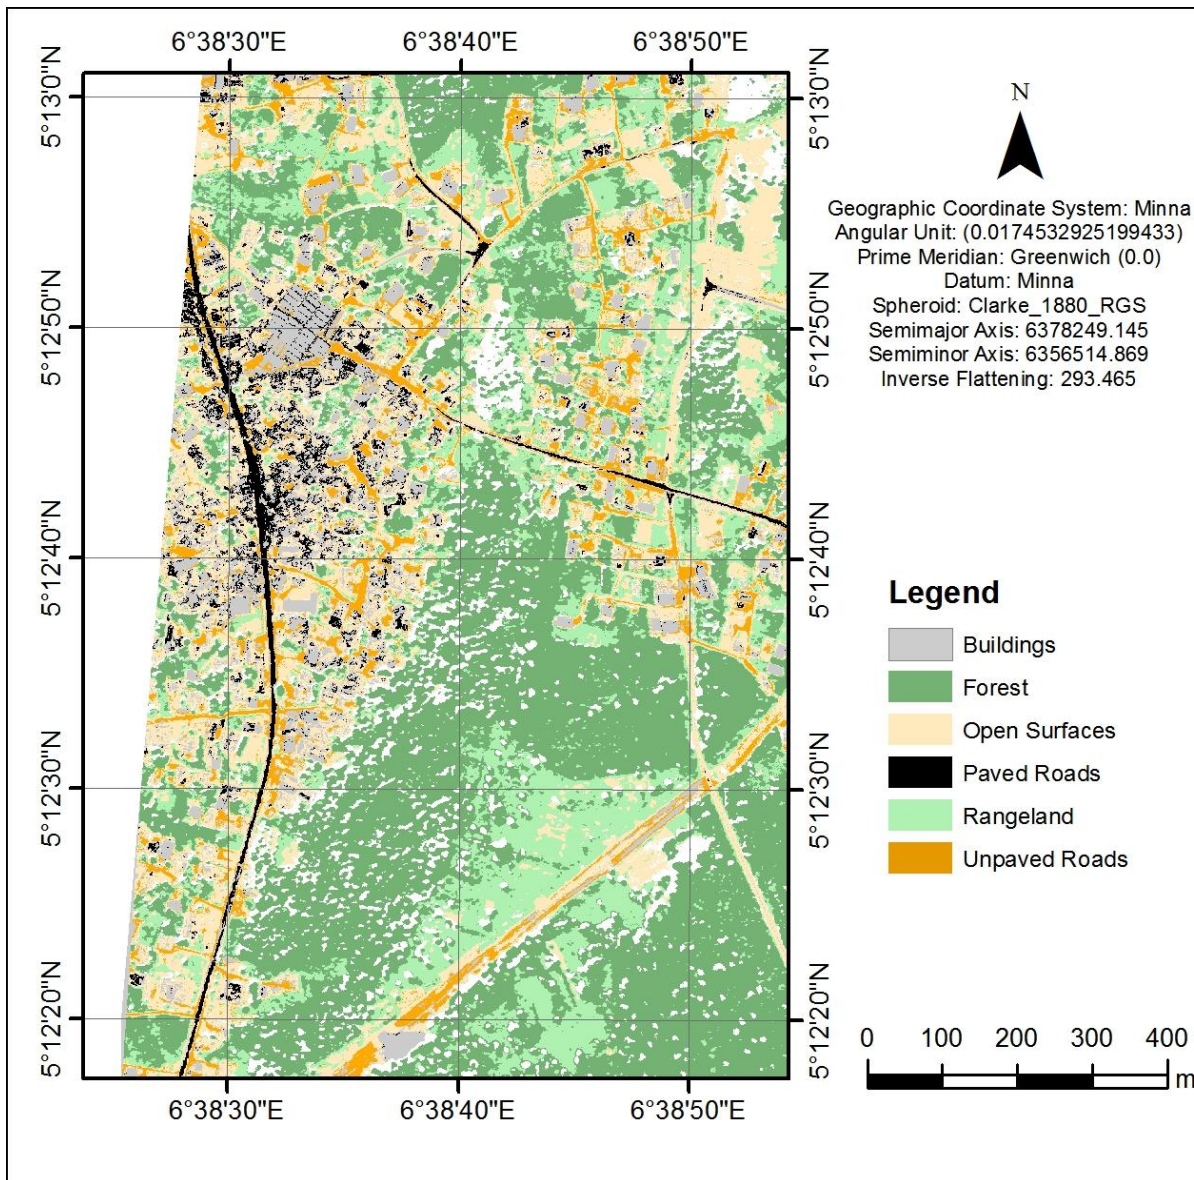 6°38'30"E 6°38'40"E 6°38'50"E
5°13'0"N 5°13'0"N
5°12'50"N 5°12'50"N
5°12'40"N 5°12'40"N
5°12'30"N 5°12'30"N
5°12'20"N 5°12'20"N
6°38'30"E 6°38'40"E 6°38'50"E
N
Geographic Coordinate System: Minna
Angular Unit: (0.0174532925199433)
Prime Meridian: Greenwich (0.0)
Datum: Minna
Spheroid: Clarke_1880_RGS
Semimajor Axis: 6378249.145
Semiminor Axis: 6356514.869
Inverse Flattening: 293.465
Legend
Buildings
Forest
Open Surfaces
Paved Roads
Rangeland
Unpaved Roads
0 100 200 300 400
m